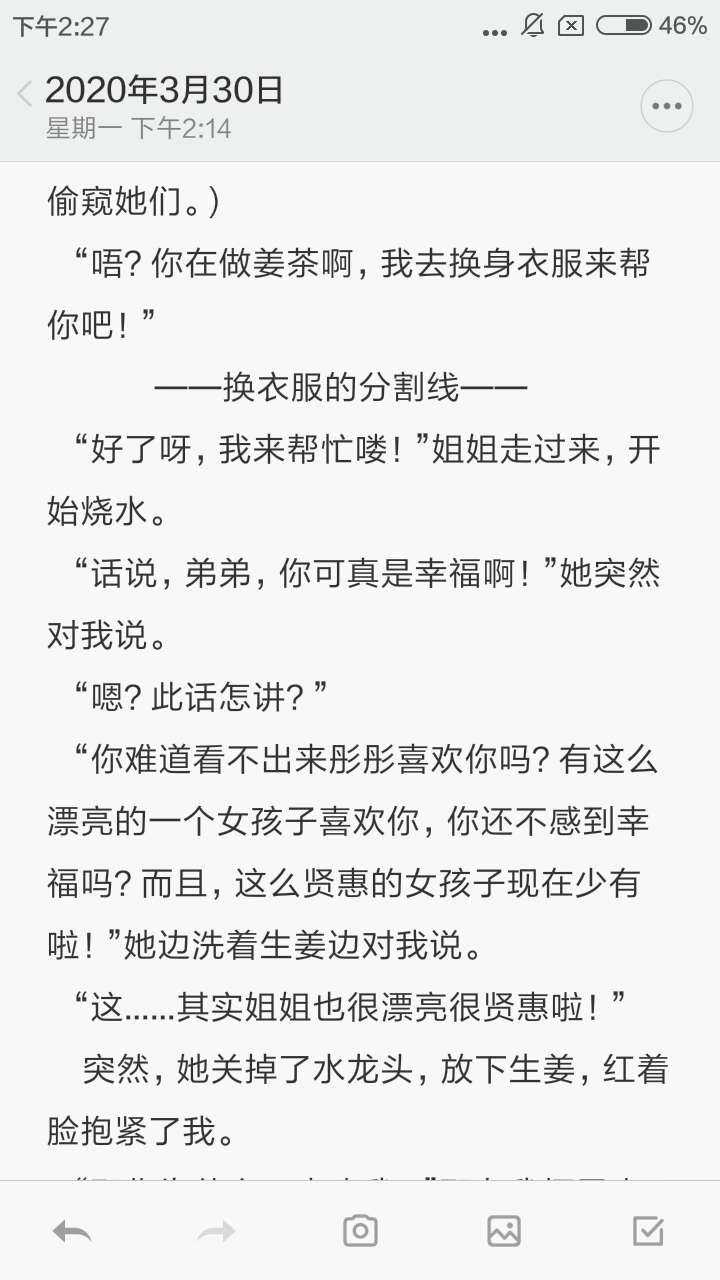 下午2:27
46%
2020年3月30日
星期一 下午2:14
偷窥她们。)
“唔? 你在做姜茶啊, 我去换身衣服来帮
你吧! ”
——换衣服的分割线——
“好了呀, 我来帮忙喽! ”姐姐走过来, 开
始烧水。
“话说, 弟弟, 你可真是幸福啊! ”她突然
对我说。
“嗯? 此话怎讲? ”
“你难道看不出来彤彤喜欢你吗? 有这么
漂亮的一个女孩子喜欢你, 你还不感到幸
福吗? 而且, 这么贤惠的女孩子现在少有
啦! ”她边洗着生姜边对我说。
“这......其实姐姐也很漂亮很贤惠啦! ”
突然, 她关掉了水龙头, 放下生姜, 红着
脸抱紧了我。